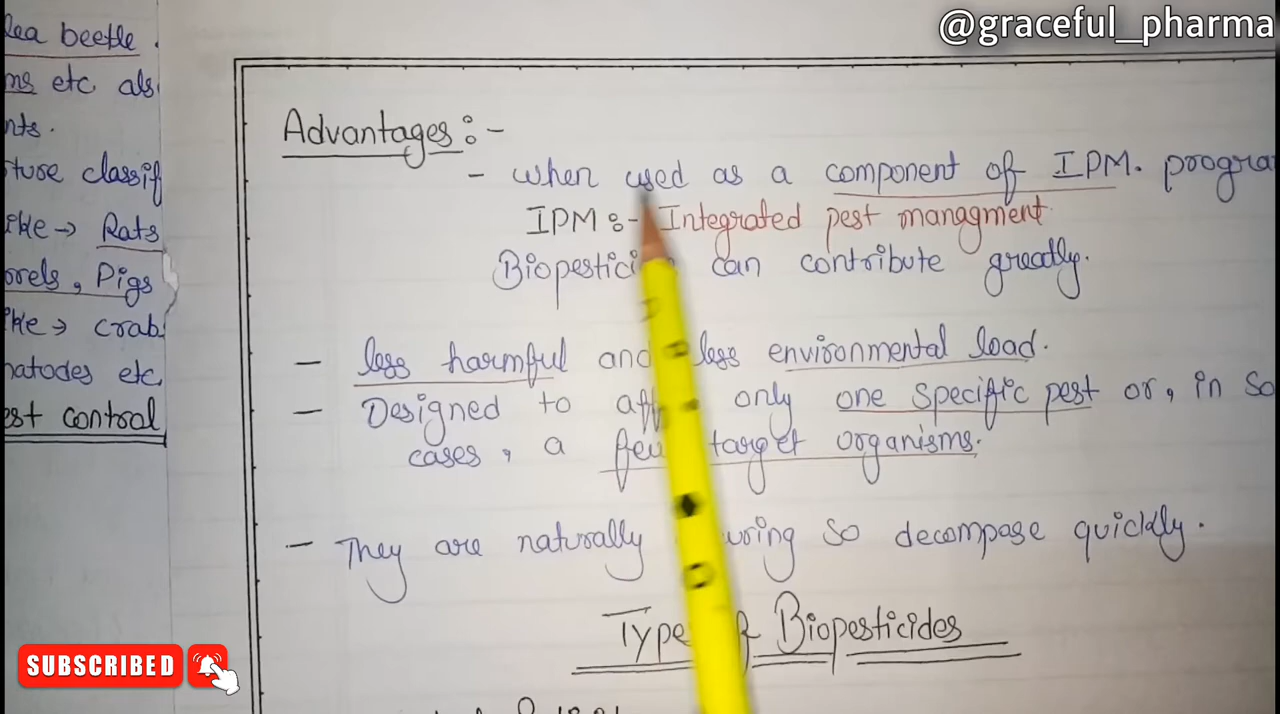 @graceful_pharma
lea beetle.
ms etc als
nts.
ture classif
ike → Rats
orels, Pigs
ike → crab
natodes etc.
est control
Advantages :-
- when used as a component of IPM. progra
IPM :- Integrated pest managment
Biopestici can contribute greatly.
- less harmful and less environmental load.
- Designed to aff only one specific pest or, in so
cases, a few target organisms.
- They are naturally uring so decompase quickly.
Type f Biopesticides
SUBSCRIBED